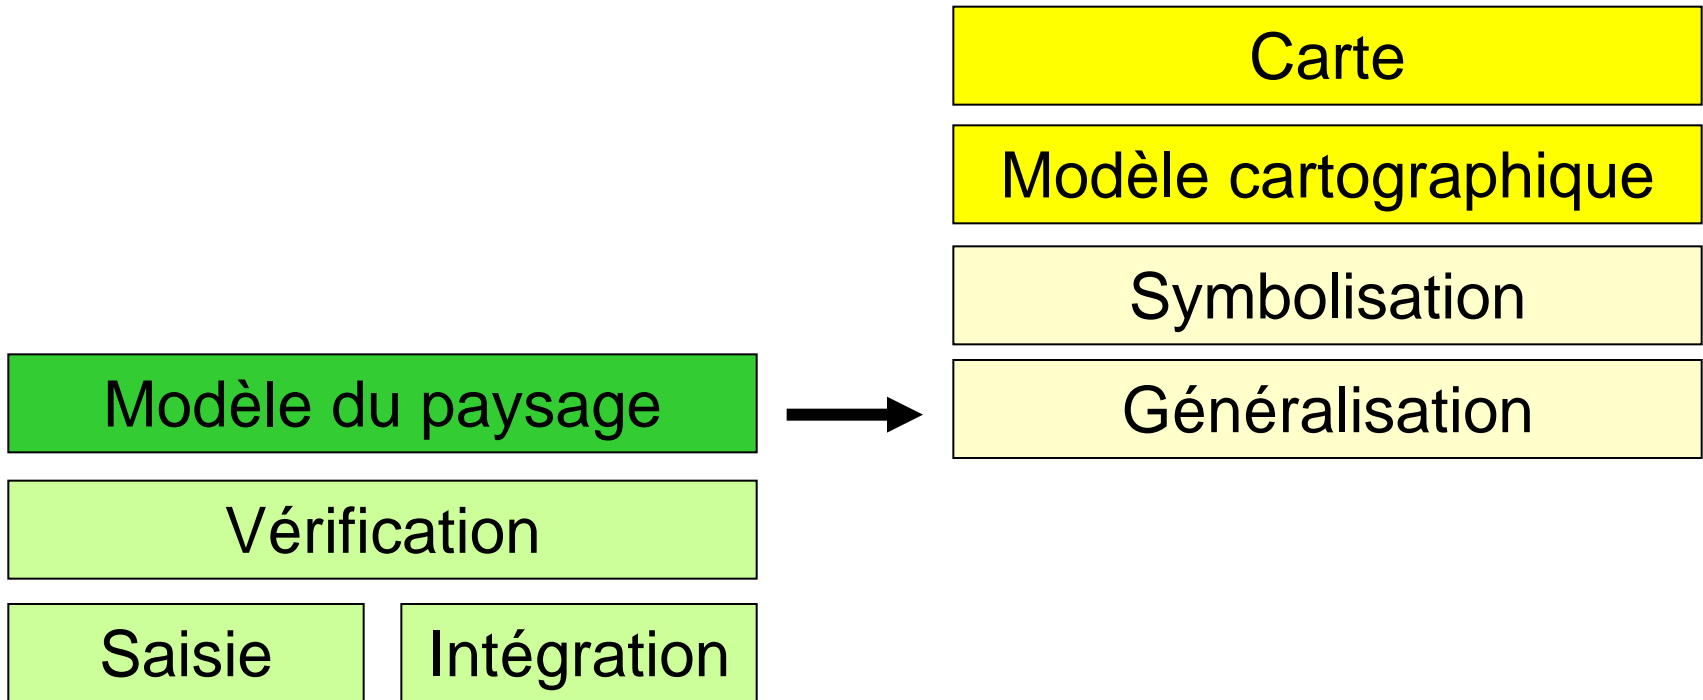 Carte
Modèle cartographique
Symbolisation
Modèle du paysage
Généralisation
Vérification
Saisie
Intégration